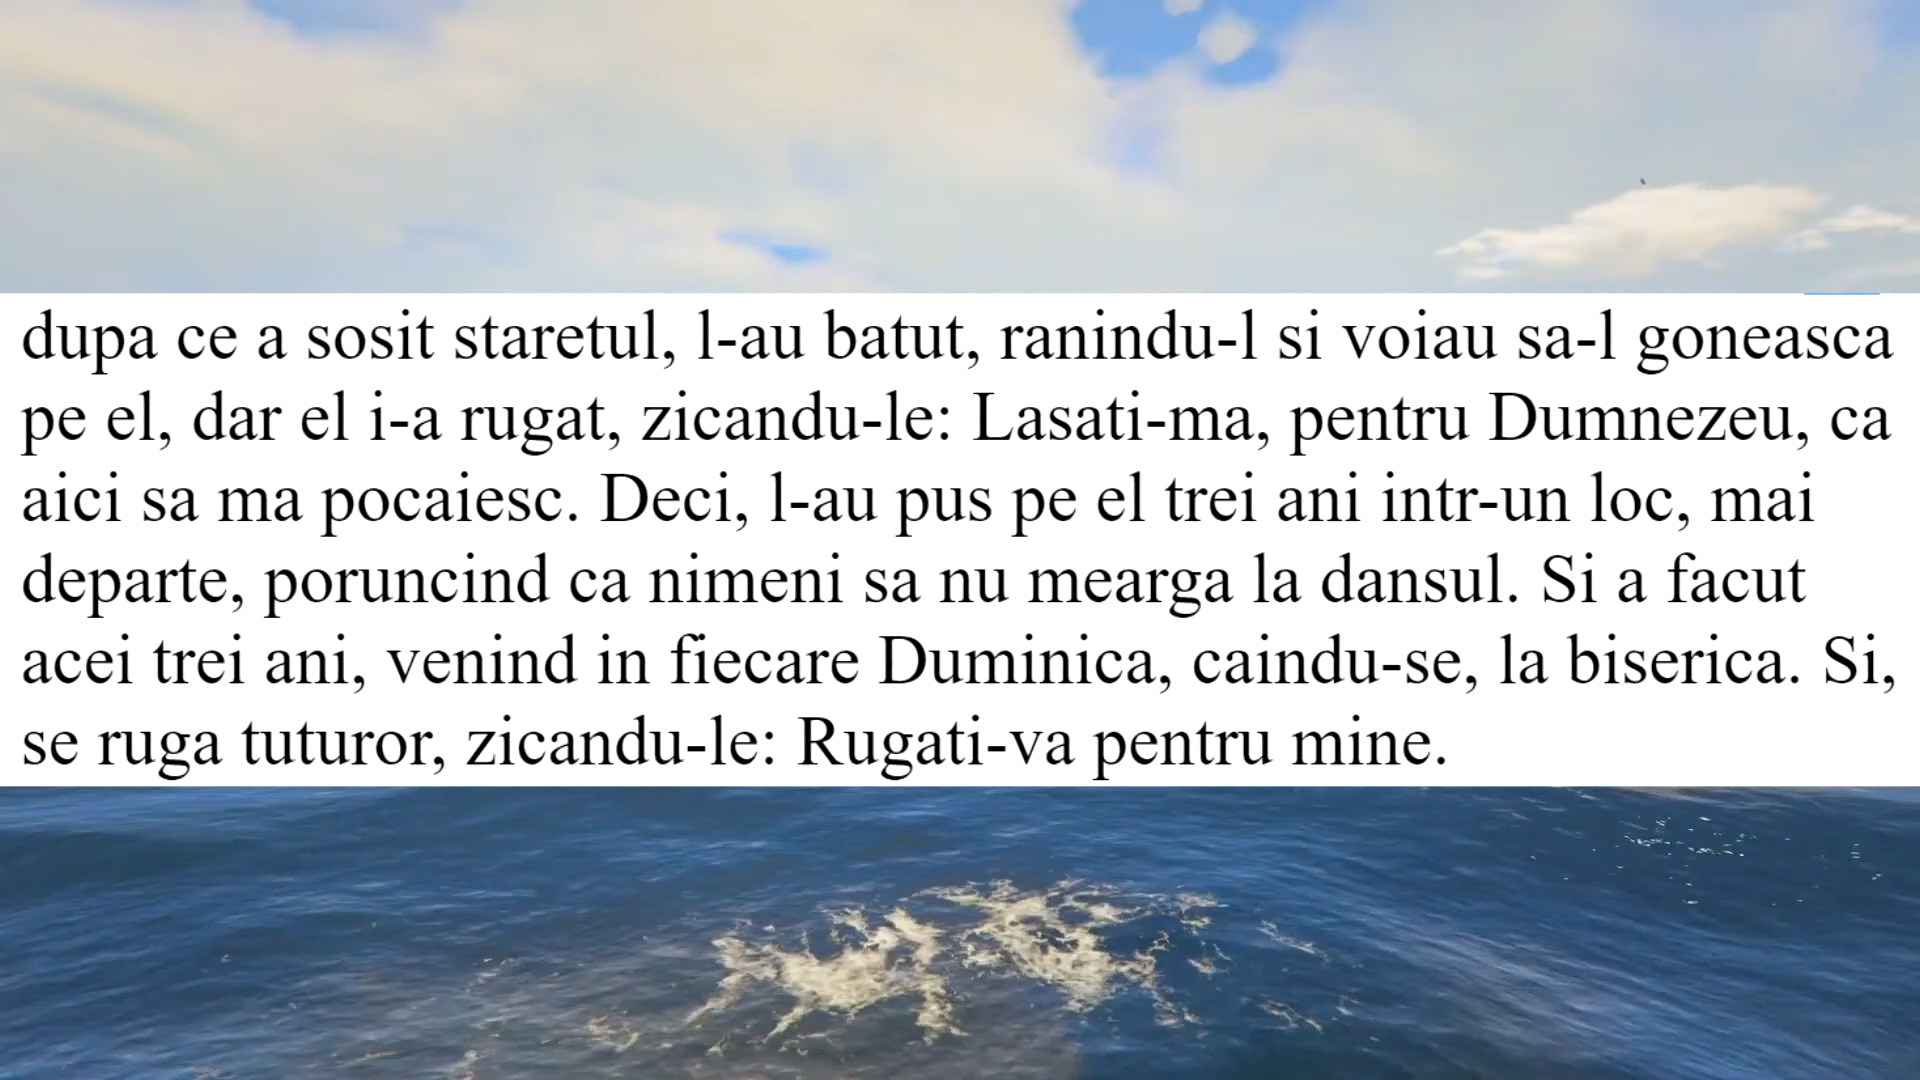 dupa ce a sosit staretul, l-au batut, ranindu-l si voiau sa-l goneasca
pe el, dar el i-a rugat, zicandu-le: Lasati-ma, pentru Dumnezeu, ca
aici sa ma pocaiesc. Deci, l-au pus pe el trei ani intr-un loc, mai
departe, poruncind ca nimeni sa nu mearga la dansul. Si a facut
acei trei ani, venind in fiecare Duminica, caindu-se, la biserica. Si,
se ruga tuturor, zicandu-le: Rugati-va pentru mine.